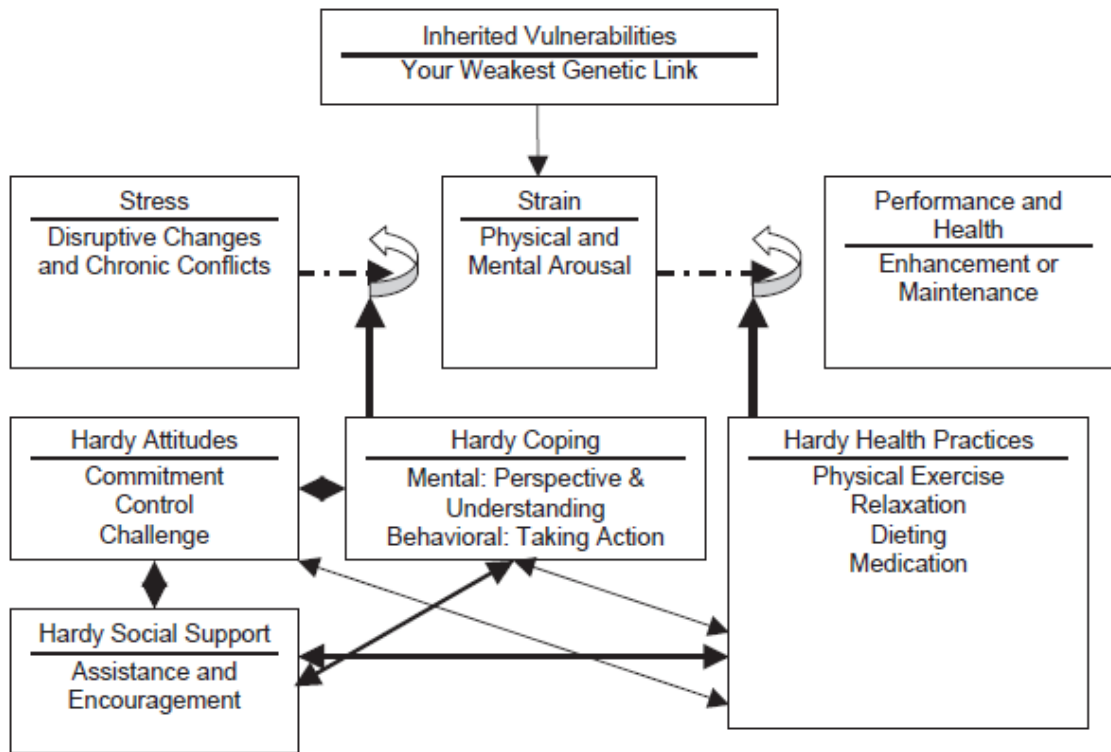 Inherited Vulnerabilities
Your Weakest Genetic Link
Stress
Disruptive Changes
and Chronic Conflicts
Strain
Physical and
Mental Arousal
Performance and
Health
Enhancement or
Maintenance
Hardy Attitudes
Commitment
Control
Challenge
Hardy Coping
Mental: Perspective &
Understanding
Behavioral: Taking Action
Hardy Health Practices
Physical Exercise
Relaxation
Dieting
Medication
Hardy Social Support
Assistance and
Encouragement